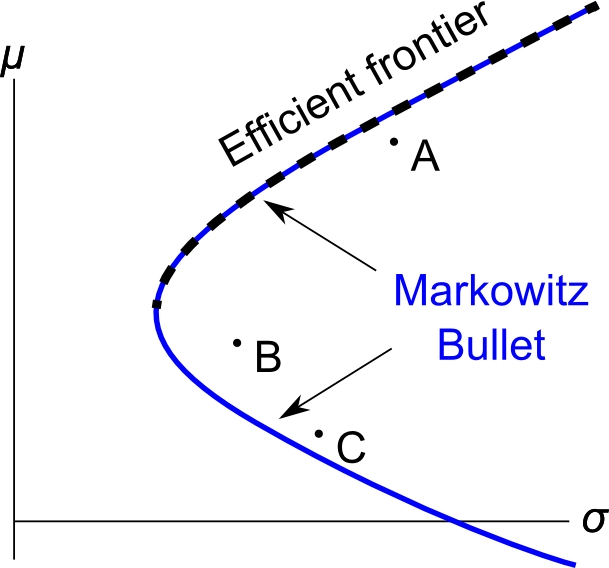 Efficient frontier
μ
A
Markowitz
Bullet
B
C
σ